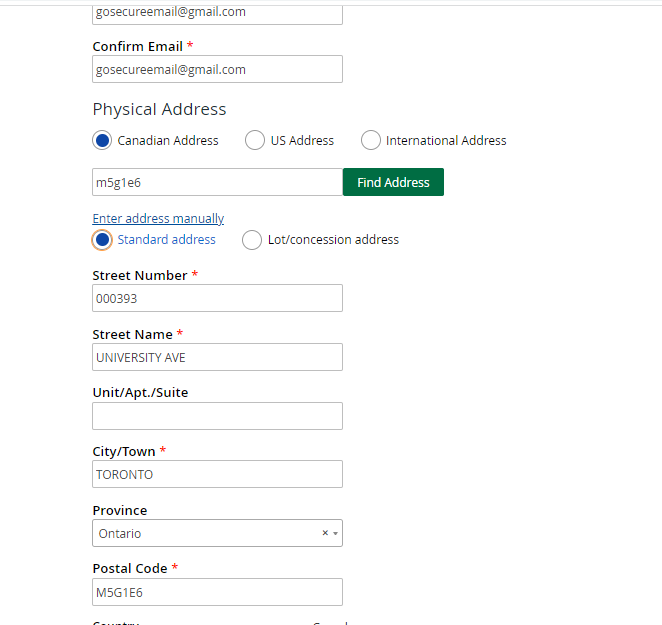 gosecureemail@gmail.com
Confirm Email *
gosecureemail@gmail.com
Physical Address
Canadian Address US Address International Address
m5g1e6 Find Address
Enter address manually
Standard address Lot/concession address
Street Number *
000393
Street Name *
UNIVERSITY AVE
Unit/Apt./Suite
City/Town *
TORONTO
Province
Ontario × ▾
Postal Code *
M5G1E6
Country